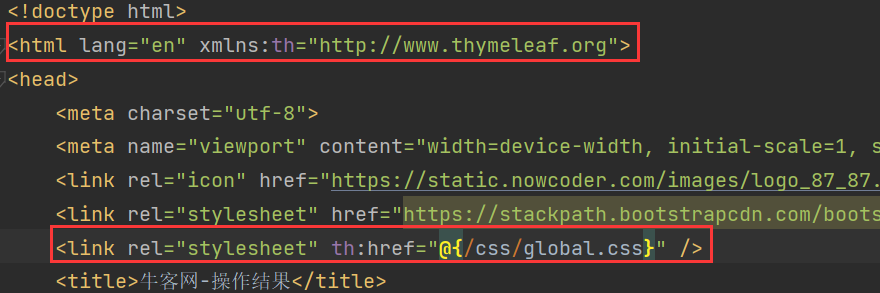 <!doctype html>
<html lang="en" xmlns:th="http://www.thymeleaf.org">
<head>
<meta charset="utf-8">
<meta name="viewport" content="width=device-width, initial-scale=1, s
<link rel="icon" href="https://static.nowcoder.com/images/logo_87_87.
<link rel="stylesheet" href="https://stackpath.bootstrapcdn.com/boots
<link rel="stylesheet" th:href="@{/css/global.css}" />
<title>牛客网-操作结果</title>